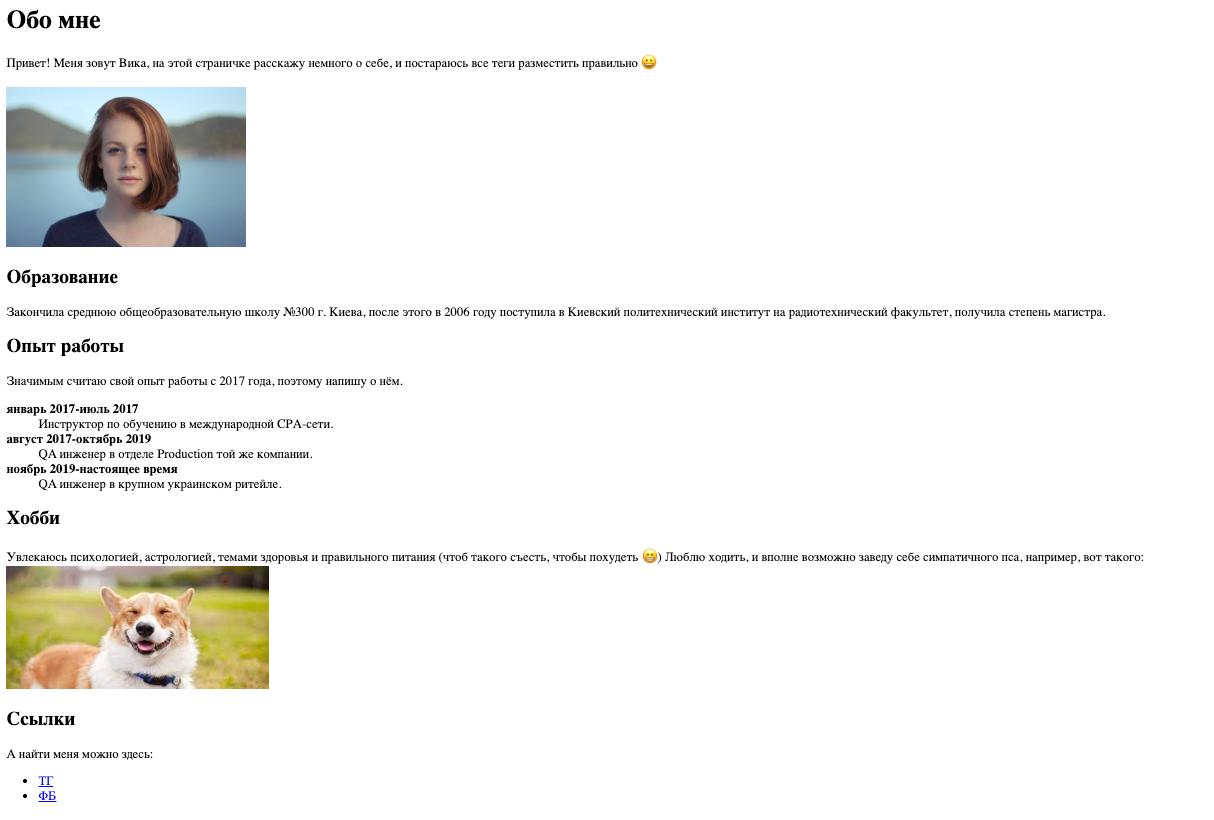 Обо мне
Привет! Меня зовут Вика, на этой страничке расскажу немного о себе, и постараюсь все теги разместить правильно 😀
Образование
Закончила среднюю общеобразовательную школу №300 г. Киева, после этого в 2006 году поступила в Киевский политехнический институт на радиотехнический факультет, получила степень магистра.
Опыт работы
Значимым считаю свой опыт работы с 2017 года, поэтому напишу о нём.
январь 2017-июль 2017
Инструктор по обучению в международной CPA-сети.
август 2017-октябрь 2019
QA инженер в отделе Production той же компании.
ноябрь 2019-настоящее время
QA инженер в крупном украинском ритейле.
Хобби
Увлекаюсь психологией, астрологией, темами здоровья и правильного питания (чтоб такого съесть, чтобы похудеть 😁) Люблю ходить, и вполне возможно заведу себе симпатичного пса, например, вот такого:
Ссылки
А найти меня можно здесь:
• ТГ
• ФБ